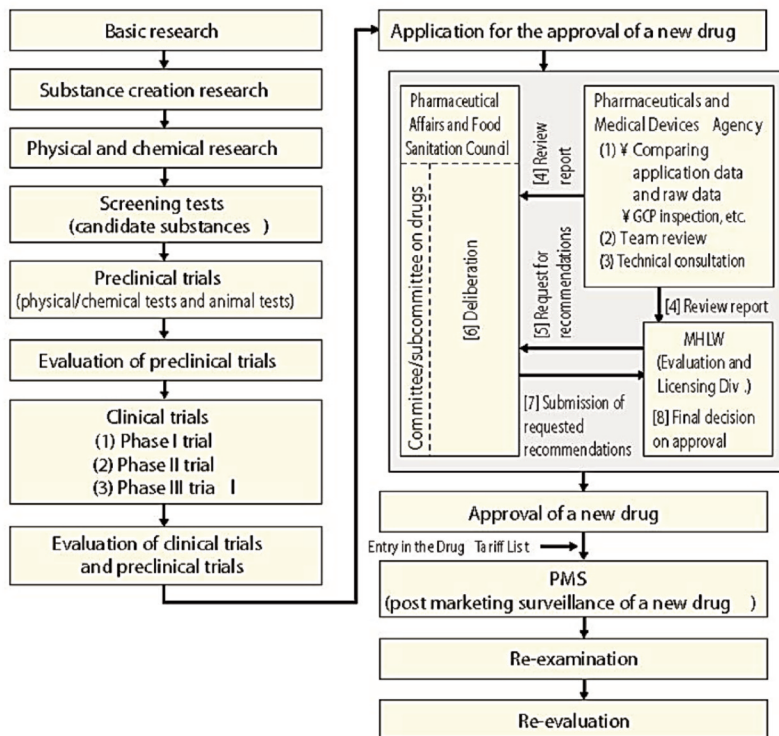 Basic research
Substance creation research
Physical and chemical research
Screening tests
(candidate substances )
Preclinical trials
(physical/chemical tests and animal tests)
Evaluation of preclinical trials
Clinical trials
(1) Phase I trial
(2) Phase II trial
(3) Phase III tria l
Evaluation of clinical trials
and preclinical trials
Application for the approval of a new drug
Pharmaceutical
Affairs and Food
Sanitation Council
Committee/subcommittee on drugs
[6] Deliberation
[4] Review
report
[5] Request for
recommendations
[7] Submission of
requested
recommendations
Pharmaceuticals and
Medical Devices Agency
(1) ¥ Comparing
application data
and raw data
¥ GCP inspection, etc.
(2) Team review
(3) Technical consultation
[4] Review report
MHLW
(Evaluation and
Licensing Div .)
[8] Final decision
on approval
Approval of a new drug
Entry in the Drug Tariff List
PMS
(post marketing surveillance of a new drug )
Re-examination
Re-evaluation